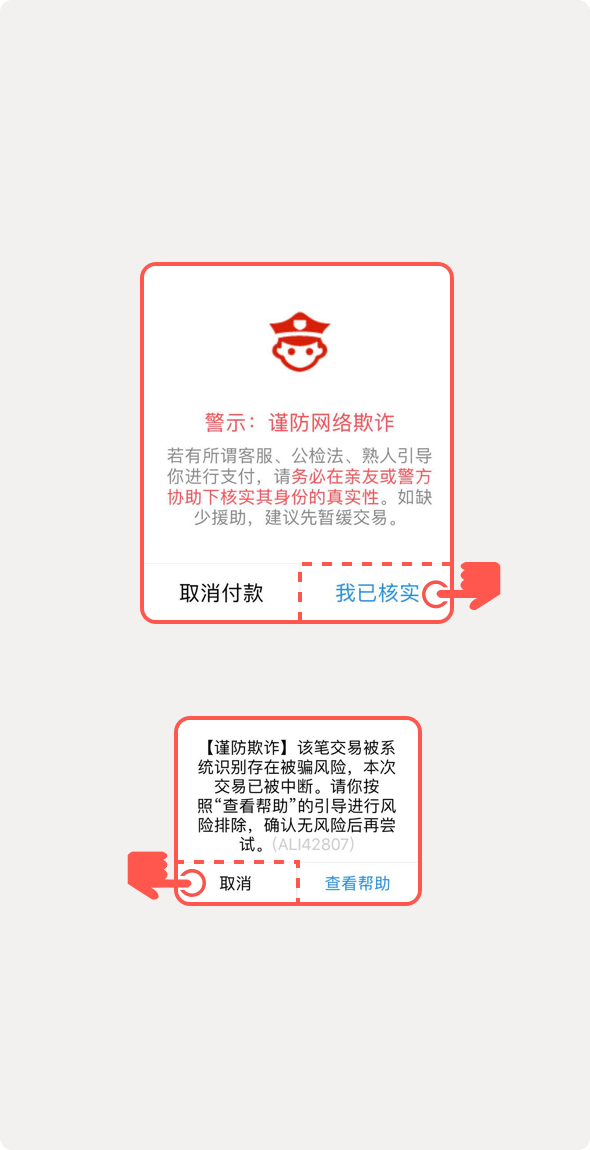 警示：谨防网络欺诈
若有所谓客服、公检法、熟人引导
你进行支付，请务必在亲友或警方
协助下核实其身份的真实性。如缺
少援助，建议先暂缓交易。
取消付款
我已核实
【谨防欺诈】该笔交易被系
统识别存在被骗风险，本次
交易已被中断。请你按
照“查看帮助”的引导进行风
险排除，确认无风险后再尝
试。(ALI42807)
取消
查看帮助